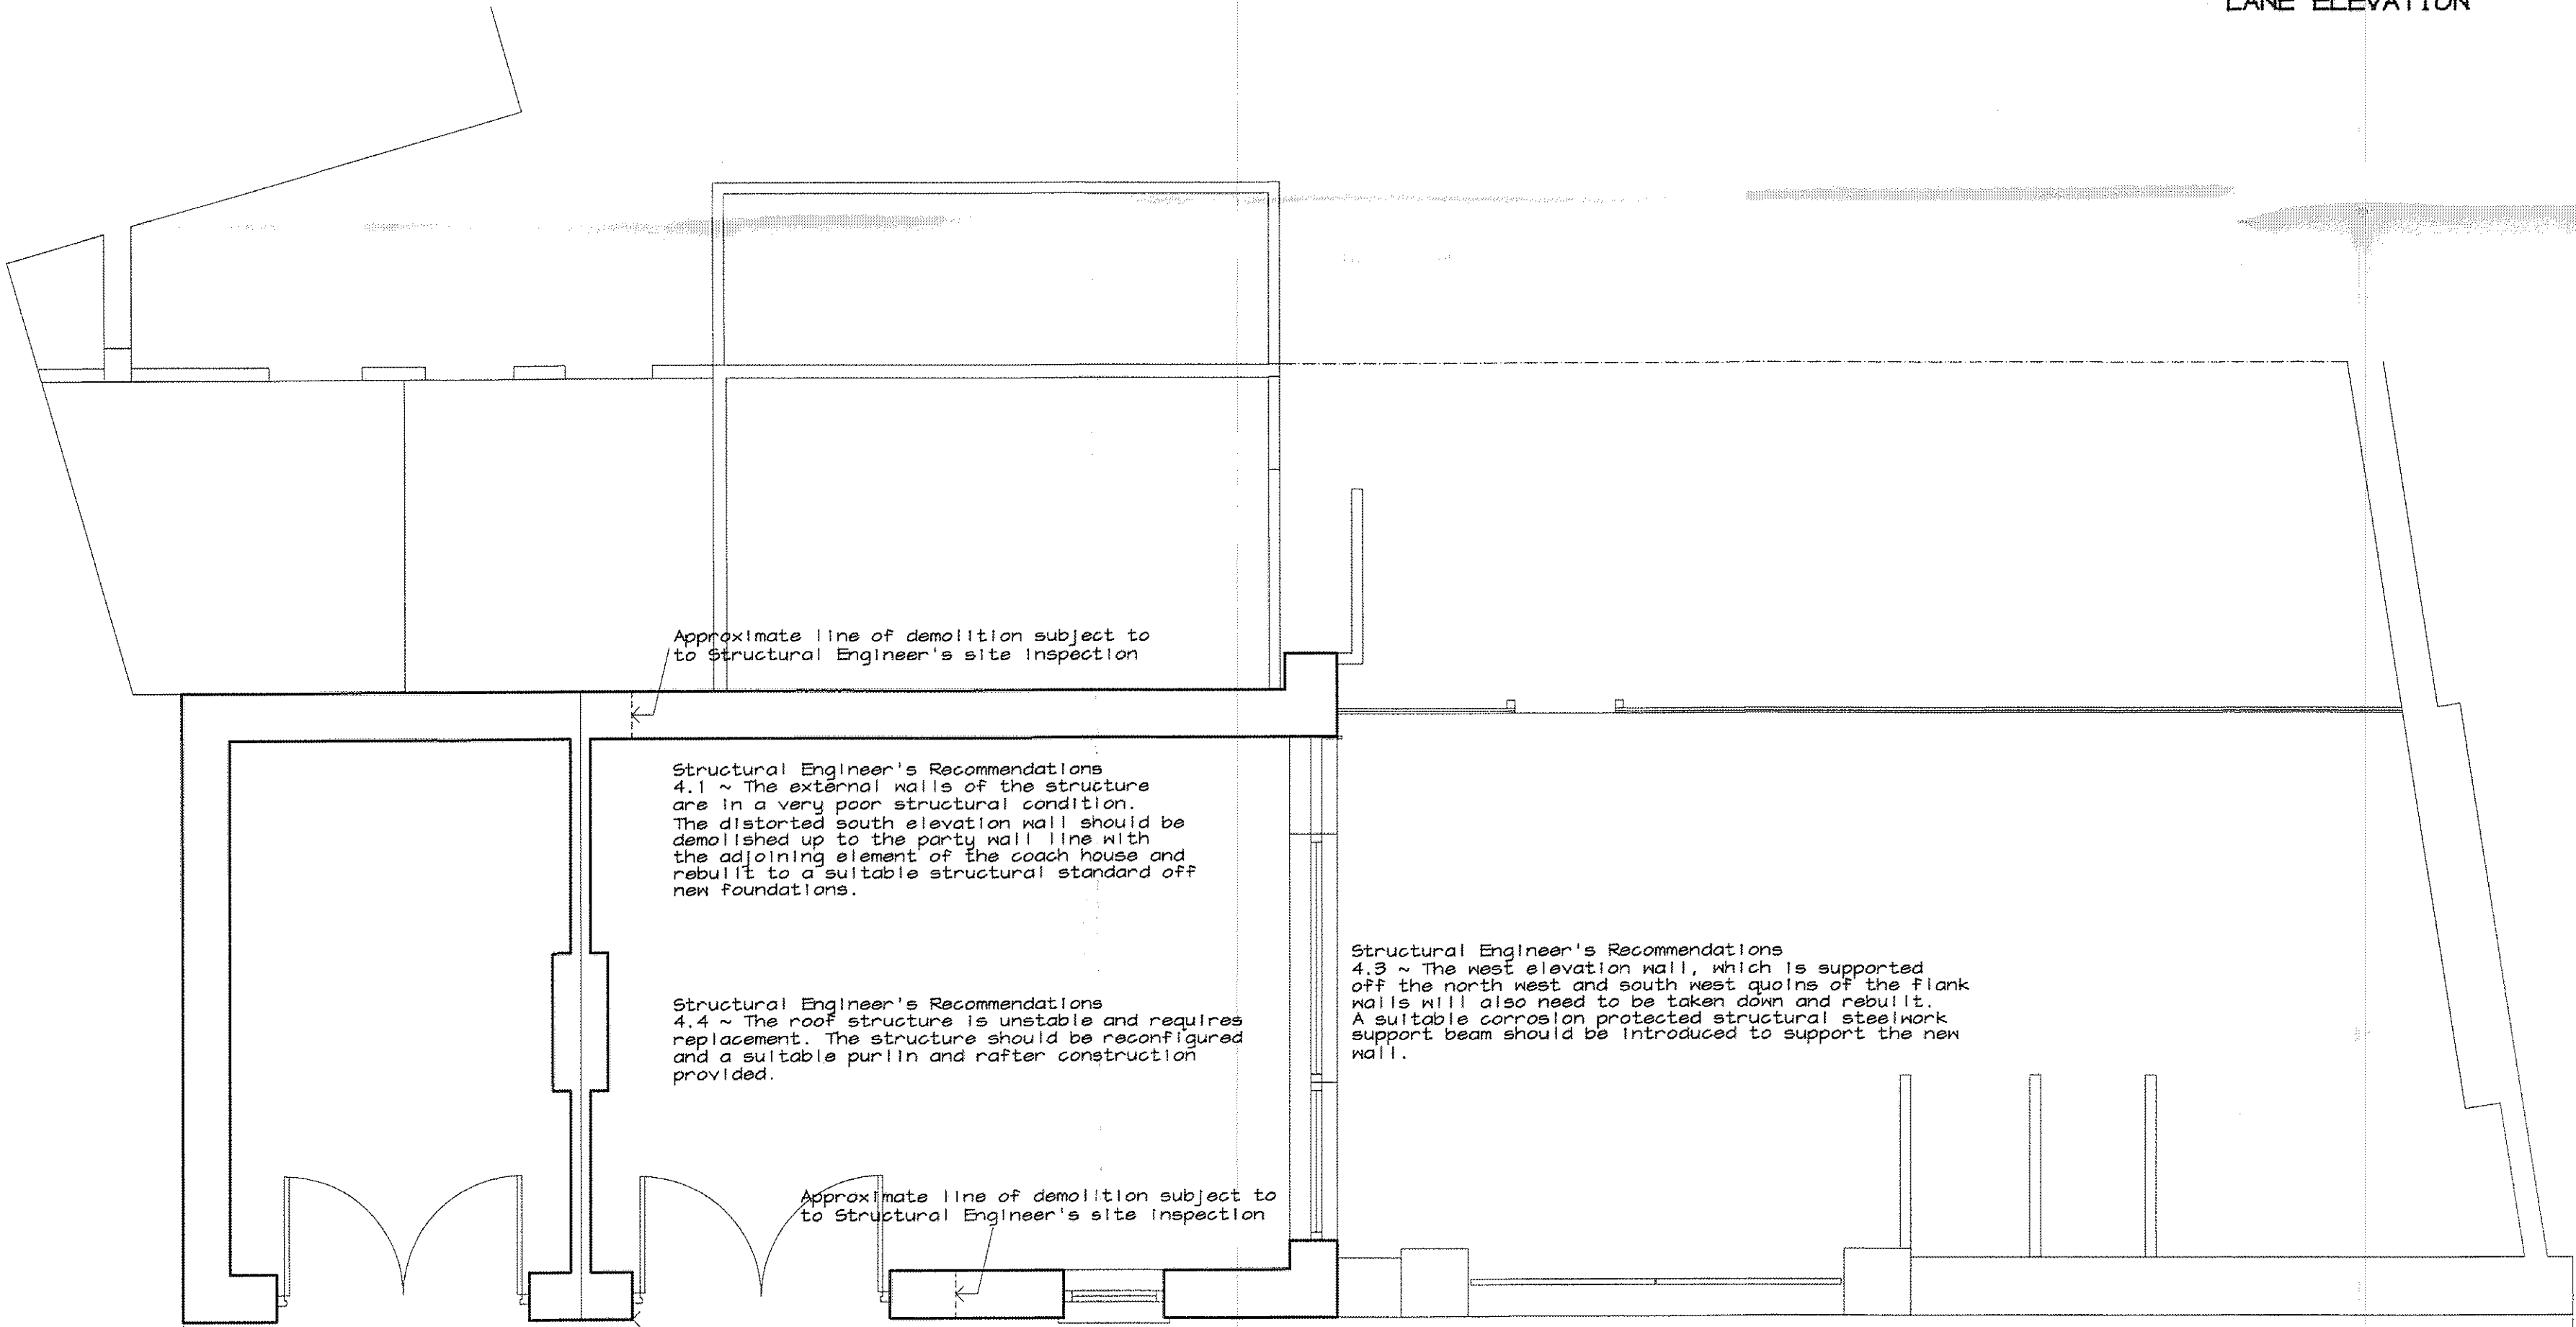 LANE ELEVATION
Approximate line of demolition subject to
to Structural Engineer's site inspection
Structural Engineer's Recommendations
4.1 ~ The external walls of the structure
are in a very poor structural condition.
The distorted south elevation wall should be
demolished up to the party wall line with
the adjoining element of the coach house and
rebuilt to a suitable structural standard off
new foundations.
Structural Engineer's Recommendations
4.3 ~ The west elevation wall, which is supported
off the north west and south west quoins of the flank
walls will also need to be taken down and rebuilt.
A suitable corrosion protected structural steelwork
support beam should be introduced to support the new
wall.
Structural Engineer's Recommendations
4.4 ~ The roof structure is unstable and requires
replacement. The structure should be reconfigured
and a suitable purlin and rafter construction
provided.
Approximate line of demolition subject to
to Structural Engineer's site inspection